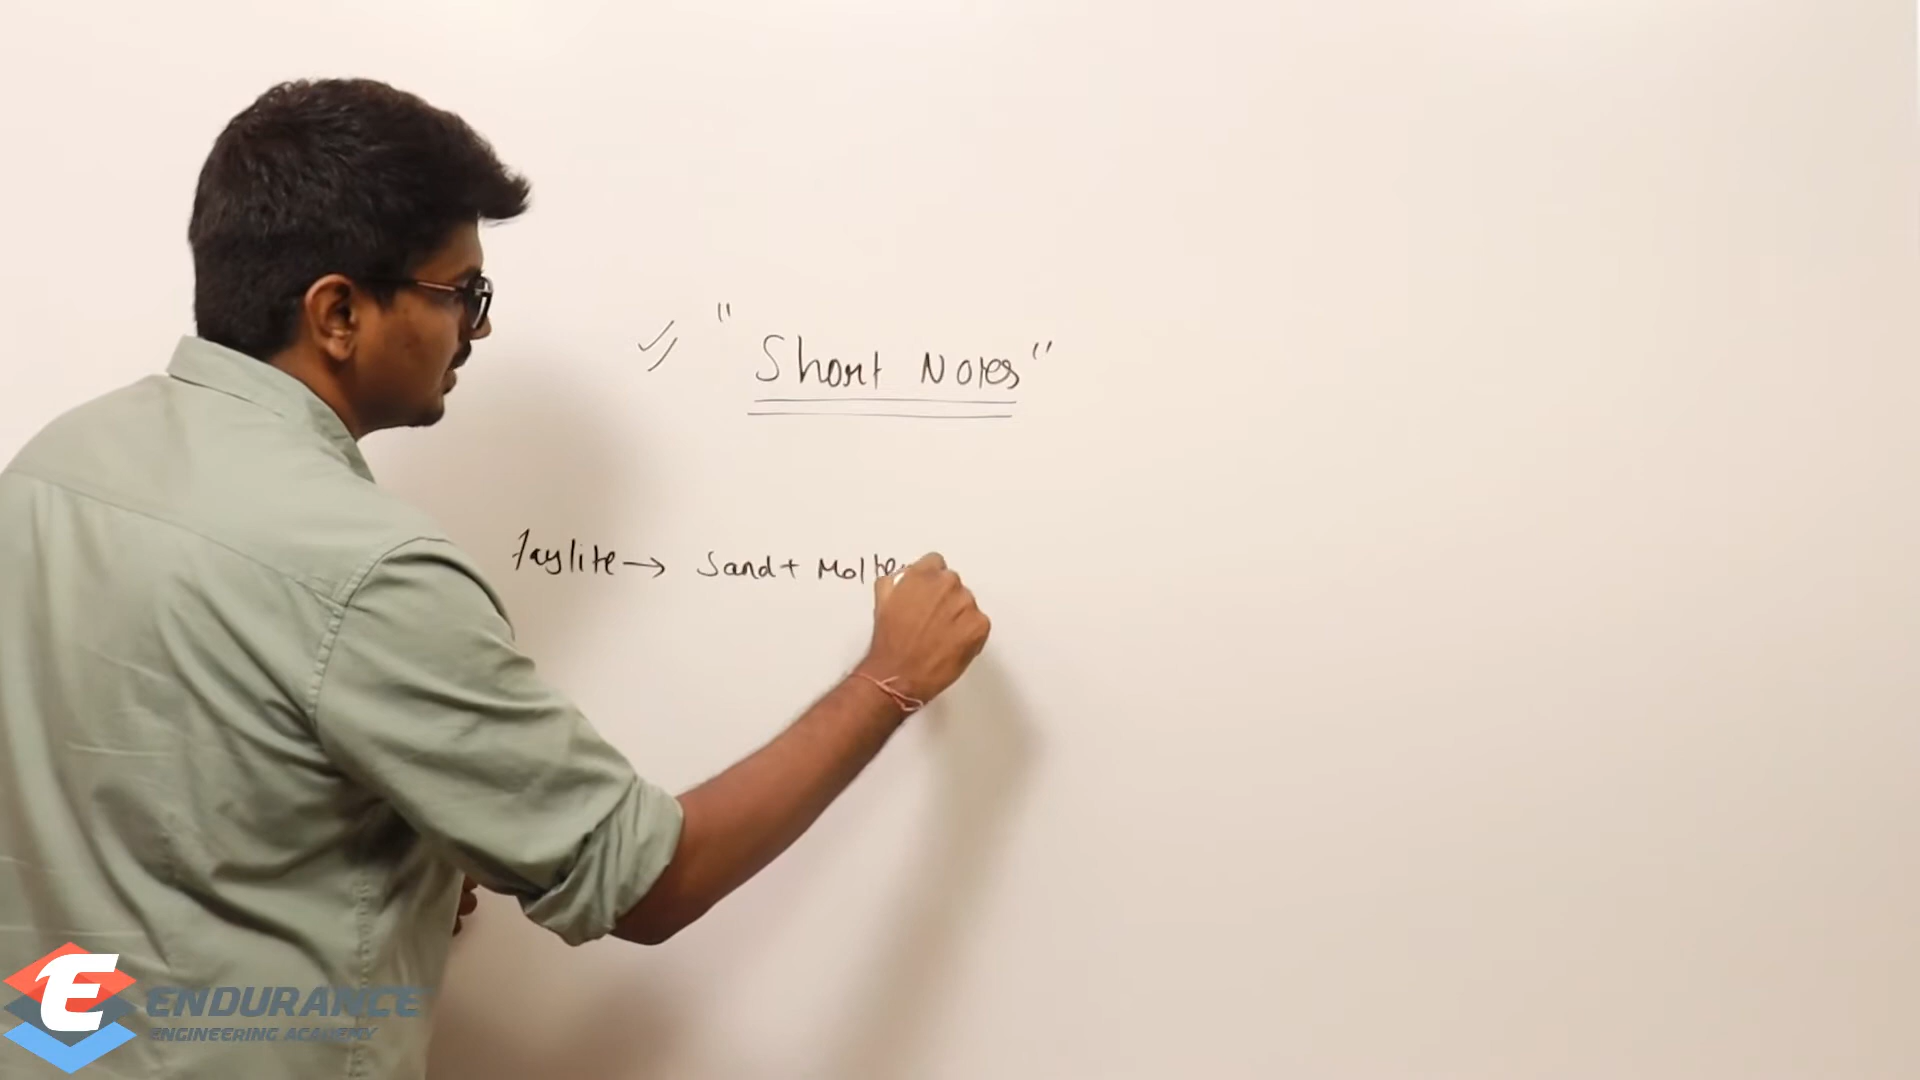 "Short Notes"
Faylite → Sand + Molten
ENDURANCE
ENGINEERING ACADEMY